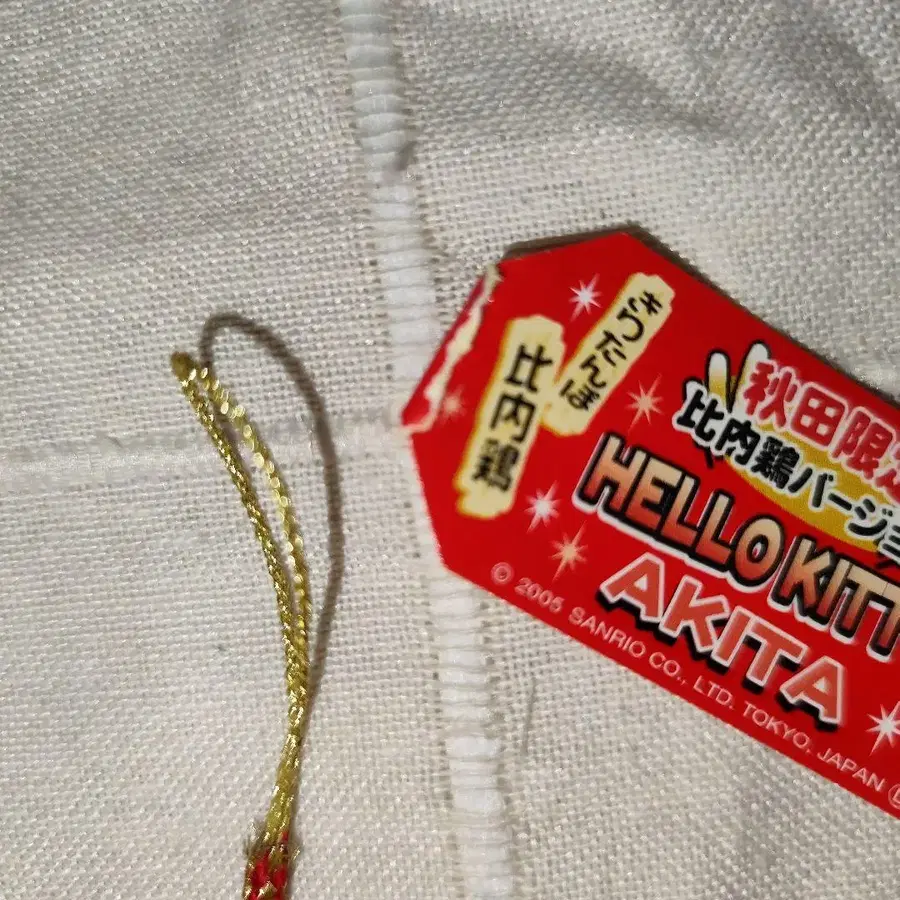 きりたんぽ
比内鶏
秋田限定
比内鶏バージョ
HELLO KITT
AKITA
© 2005 SANRIO CO., LTD. TOKYO, JAPAN Ⓛ